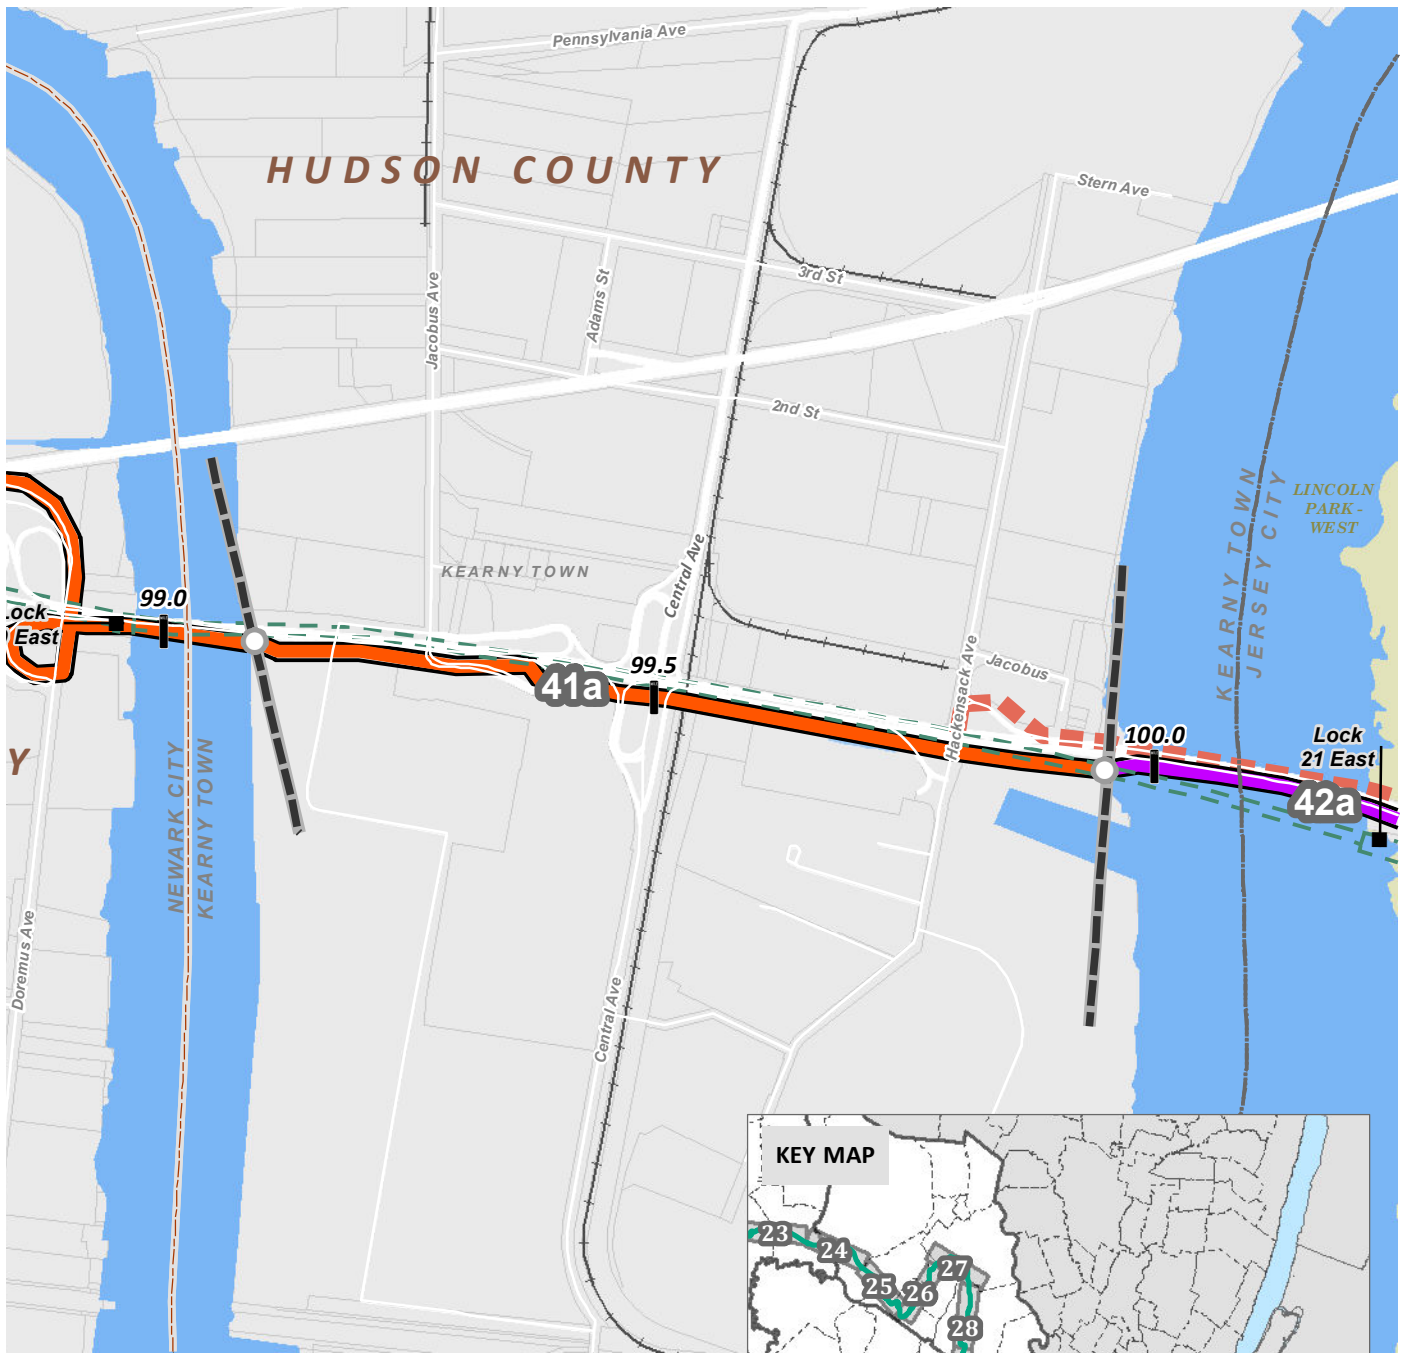 Pennsylvania Ave
HUDSON COUNTY
Stern Ave
3rd St
Adams St
Jacobus Ave
2nd St
LINCOLN
PARK -
WEST
KEARNY TOWN
JERSEY CITY
Central Ave
KEARNY TOWN
99.0
Lock
East
99.5
41a
Hackensack Ave
Jacobus
100.0
Lock
21 East
42a
Y
NEWARK CITY
KEARNY TOWN
Doremus Ave
Central Ave
KEY MAP
23
24
25
26
27
28